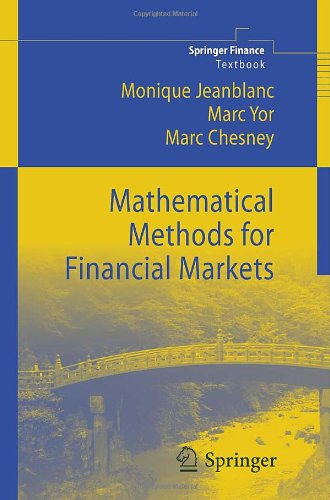 Springer Finance
Textbook
Monique Jeanblanc
Marc Yor
Marc Chesney
Mathematical
Methods for
Financial Markets
Springer